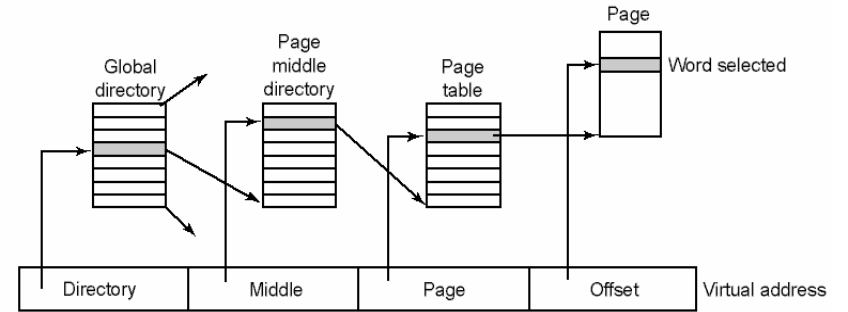 Page
Word selected
Page
middle
directory
Global
directory
Page
table
Directory
Middle
Page
Offset
Virtual address